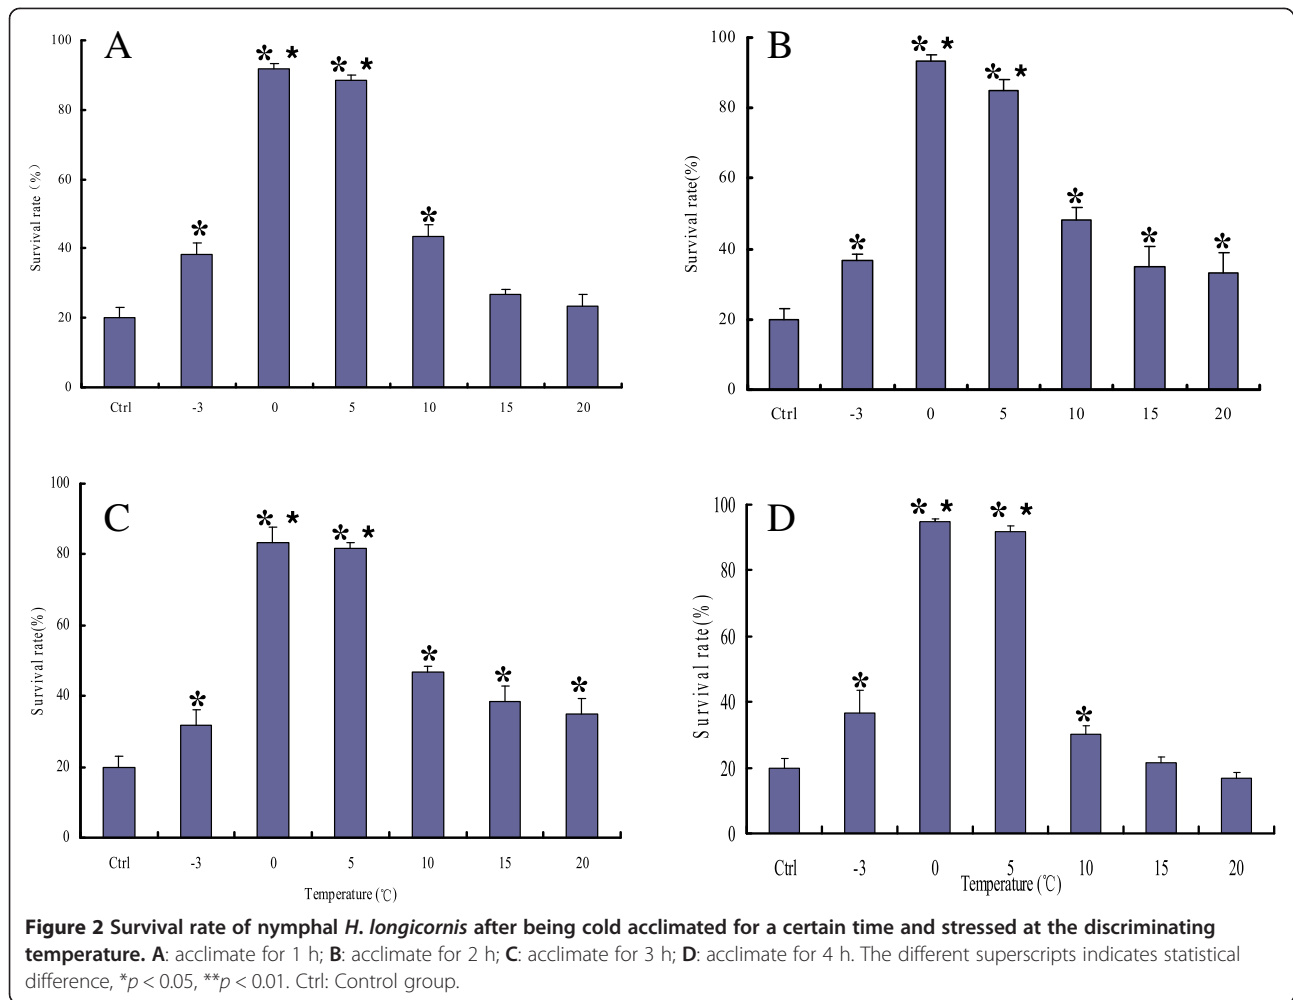 A
100
80
60
40
20
0
Survival rate (%)
* *
* *
*
*
Ctrl -3 0 5 10 15 20
B
100
80
60
40
20
0
Survival rate(%)
* *
* *
*
*
*
*
Ctrl -3 0 5 10 15 20
C
100
80
60
40
20
0
Survival rate(%)
* *
* *
*
*
*
*
Ctrl -3 0 5 10 15 20
Temperature (℃)
D
100
80
60
40
20
0
Survival rate(%)
* *
* *
*
*
Ctrl -3 0 5 10 15 20
Temperature (℃)
Figure 2 Survival rate of nymphal H. longicornis after being cold acclimated for a certain time and stressed at the discriminating
temperature. A: acclimate for 1 h; B: acclimate for 2 h; C: acclimate for 3 h; D: acclimate for 4 h. The different superscripts indicates statistical
difference, *p < 0.05, **p < 0.01. Ctrl: Control group.